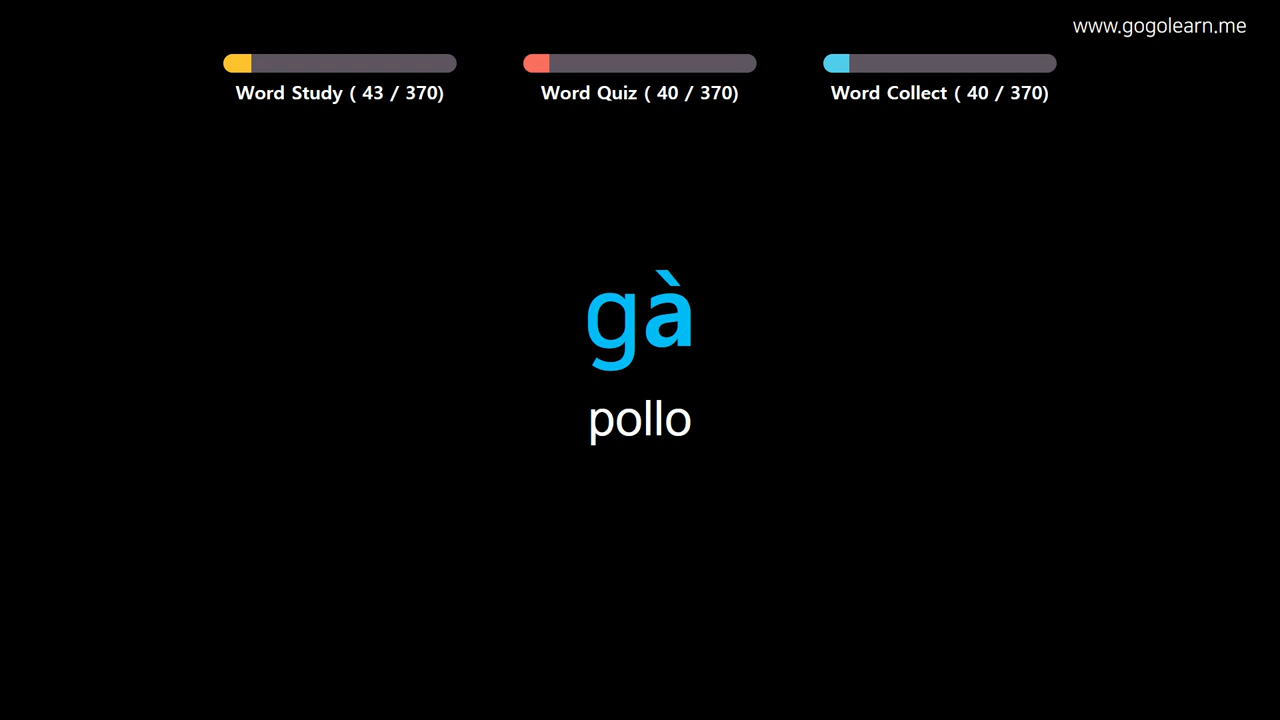 www.gogolearn.me
Word Study ( 43 / 370)
Word Quiz ( 40 / 370)
Word Collect ( 40 / 370)
gà
pollo